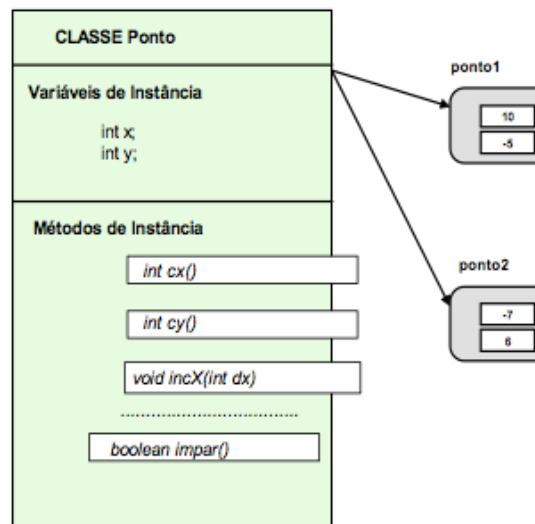 CLASSE Ponto
Variáveis de Instância
int x;
int y;
Métodos de Instância
int cx()
int cy()
void incX(int dx)
....................................
boolean impar()
ponto1
10
-5
ponto2
-7
6